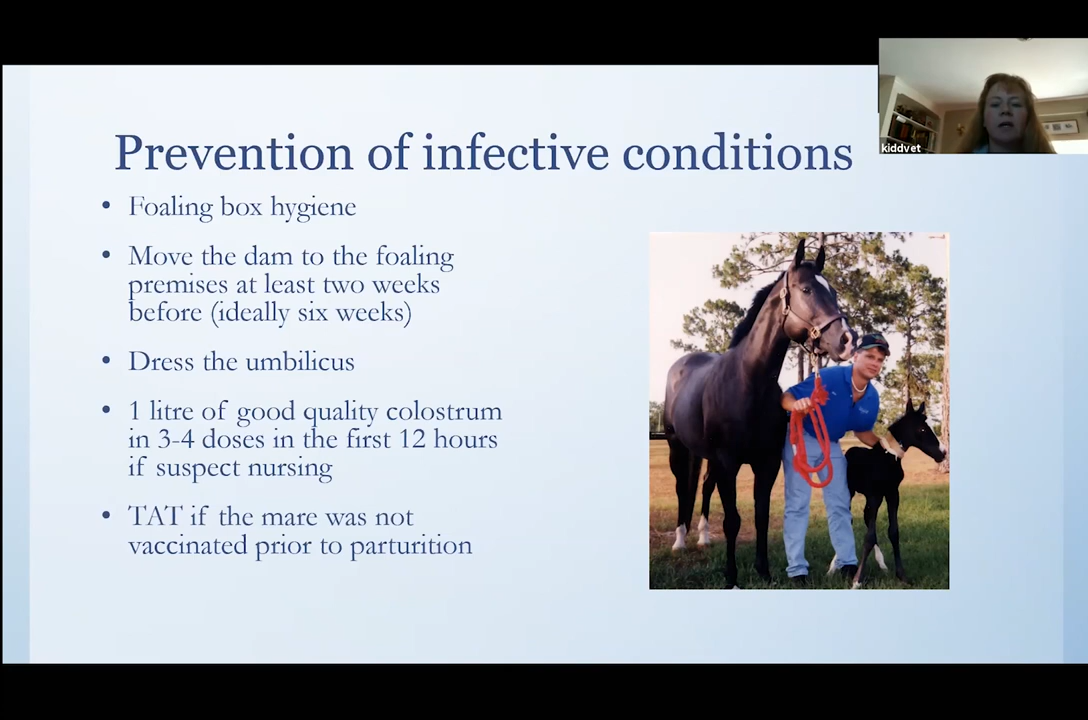 Prevention of infective conditions
kiddvet
• Foaling box hygiene
• Move the dam to the foaling
premises at least two weeks
before (ideally six weeks)
• Dress the umbilicus
• 1 litre of good quality colostrum
in 3-4 doses in the first 12 hours
if suspect nursing
• TAT if the mare was not
vaccinated prior to parturition